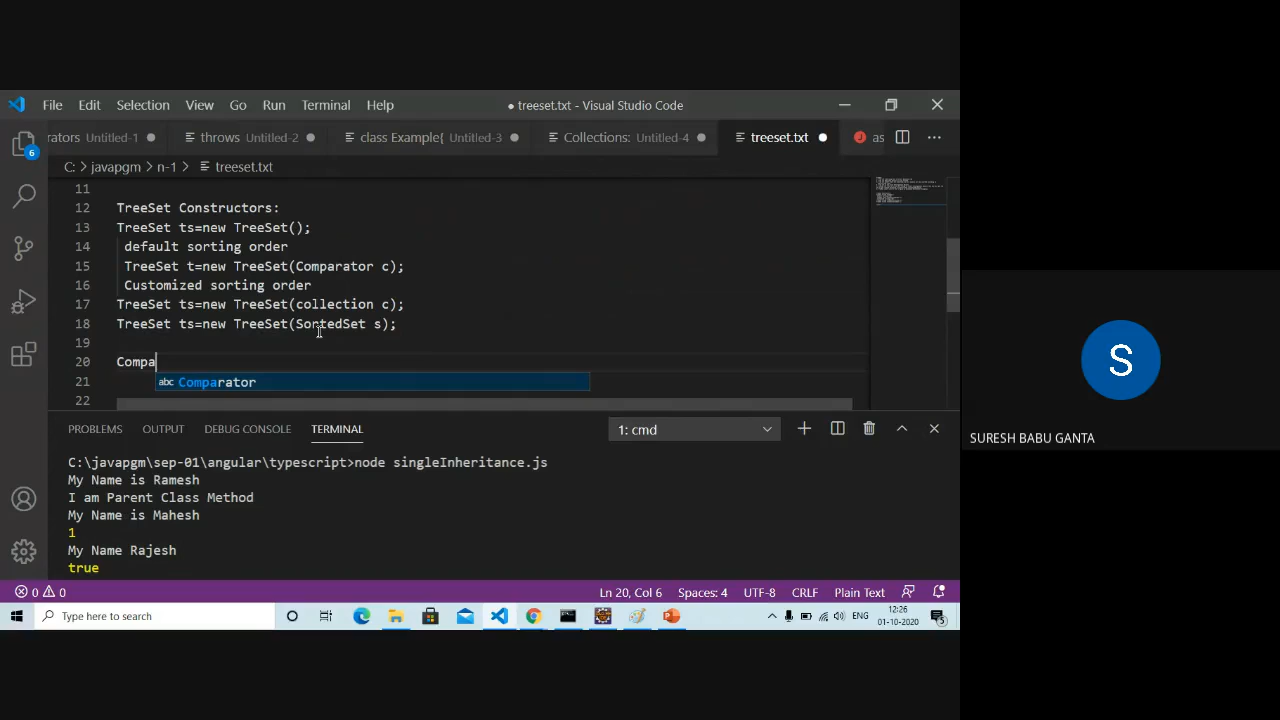 File Edit Selection View Go Run Terminal Help ● treeset.txt - Visual Studio Code
rators Untitled-1 throws Untitled-2 class Example{ Untitled-3 Collections: Untitled-4 treeset.txt as
C: > javapgm > n-1 > treeset.txt
6
11
12 TreeSet Constructors:
13 TreeSet ts=new TreeSet();
14 default sorting order
15 TreeSet t=new TreeSet(Comparator c);
16 Customized sorting order
17 TreeSet ts=new TreeSet(collection c);
18 TreeSet ts=new TreeSet(SortedSet s);
19
20 Compa
21 abc Comparator
22
PROBLEMS OUTPUT DEBUG CONSOLE TERMINAL 1: cmd
C:\javapgm\sep-01\angular\typescript>node singleInheritance.js
My Name is Ramesh
I am Parent Class Method
My Name is Mahesh
1
My Name Rajesh
true
0 0 Ln 20, Col 6 Spaces: 4 UTF-8 CRLF Plain Text
Type here to search ENG 12:26
01-10-2020 5
S
SURESH BABU GANTA